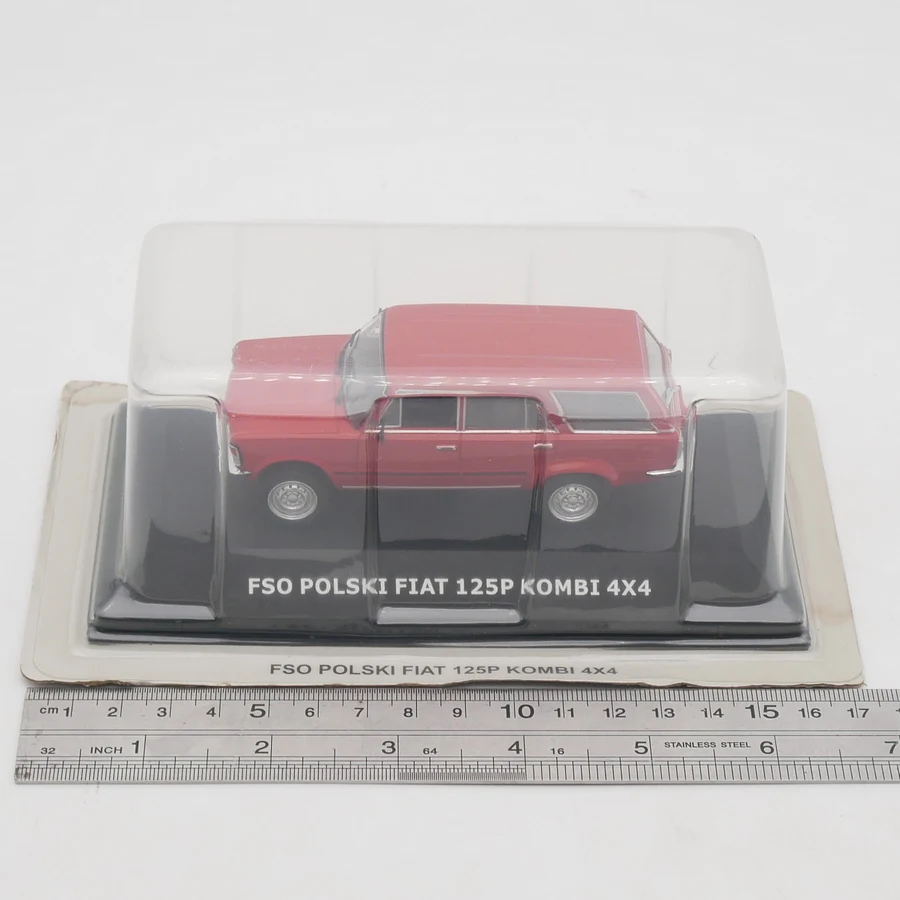 FSO POLSKI FIAT 125P KOMBI 4X4
FSO POLSKI FIAT 125P KOMBI 4X4
cm 1 2 3 4 5 6 7 8 9 10 11 12 13 14 15 16 17
32 INCH 1 2 3 64 4 16 5 STAINLESS STEEL 6 7